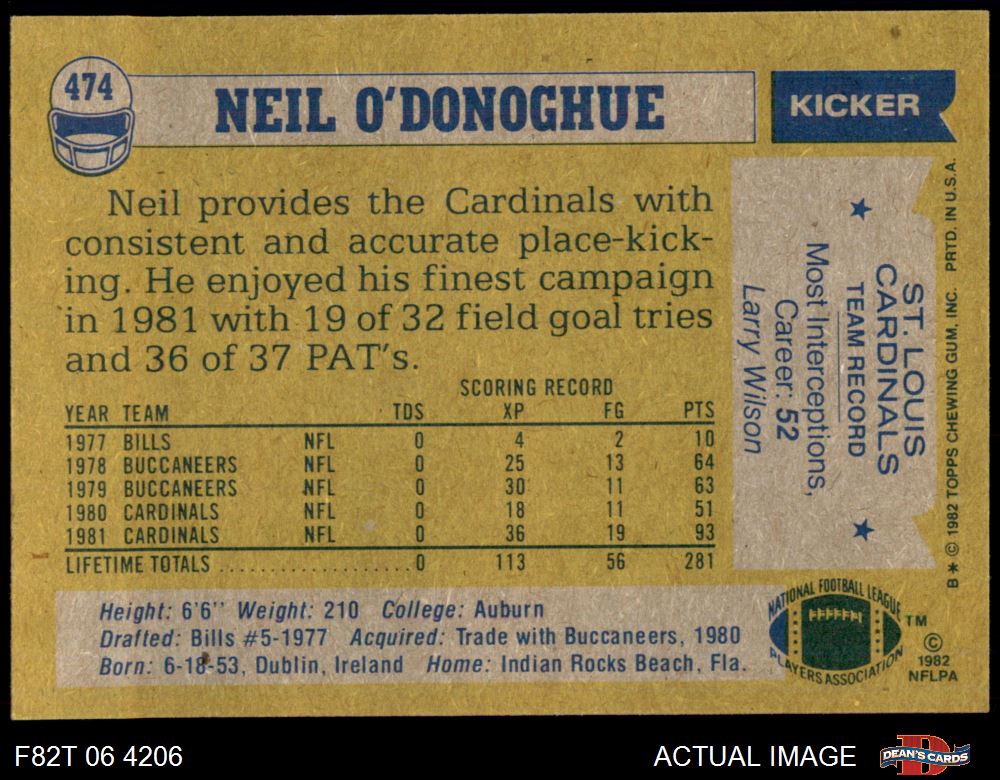 474
NEIL O'DONOGHUE
KICKER
Neil provides the Cardinals with
consistent and accurate place-kick-
ing. He enjoyed his finest campaign
in 1981 with 19 of 32 field goal tries
and 36 of 37 PAT's.
SCORING RECORD
YEAR TEAM TDS XP FG PTS
1977 BILLS NFL 0 4 2 10
1978 BUCCANEERS NFL 0 25 13 64
1979 BUCCANEERS NFL 0 30 11 63
1980 CARDINALS NFL 0 18 11 51
1981 CARDINALS NFL 0 36 19 93
LIFETIME TOTALS ...................0 113 56 281
Height: 6'6" Weight: 210 College: Auburn
Drafted: Bills #5-1977 Acquired: Trade with Buccaneers, 1980
Born: 6-18-53, Dublin, Ireland Home: Indian Rocks Beach, Fla.
ST. LOUIS
CARDINALS
TEAM RECORD
Most Interceptions,
Career: 52
Larry Wilson
B * © 1982 TOPPS CHEWING GUM, INC. PRTD. IN U.S.A.
NATIONAL FOOTBALL LEAGUE
PLAYERS ASSOCIATION
TM
©
1982
NFLPA
F82T 06 4206
ACTUAL IMAGE
DEAN'S CARDS